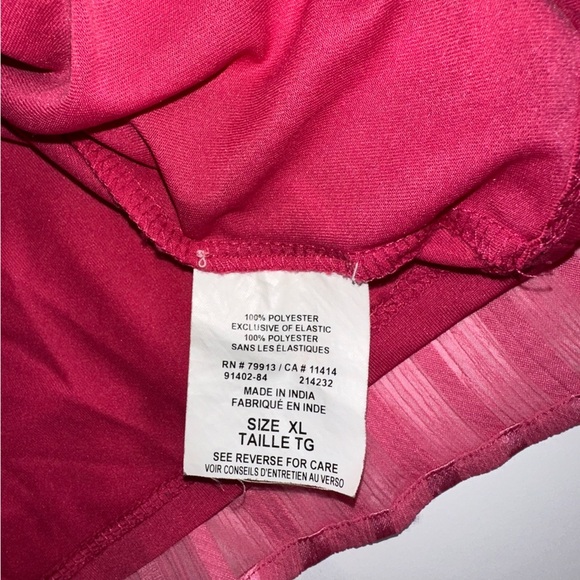 100% POLYESTER
EXCLUSIVE OF ELASTIC
100% POLYESTER
SANS LES ÉLASTIQUES
RN # 79913 / CA # 11414
91402-84 214232
MADE IN INDIA
FABRIQUÉ EN INDE
SIZE XL
TAILLE TG
SEE REVERSE FOR CARE
VOIR CONSEILS D'ENTRETIEN AU VERSO